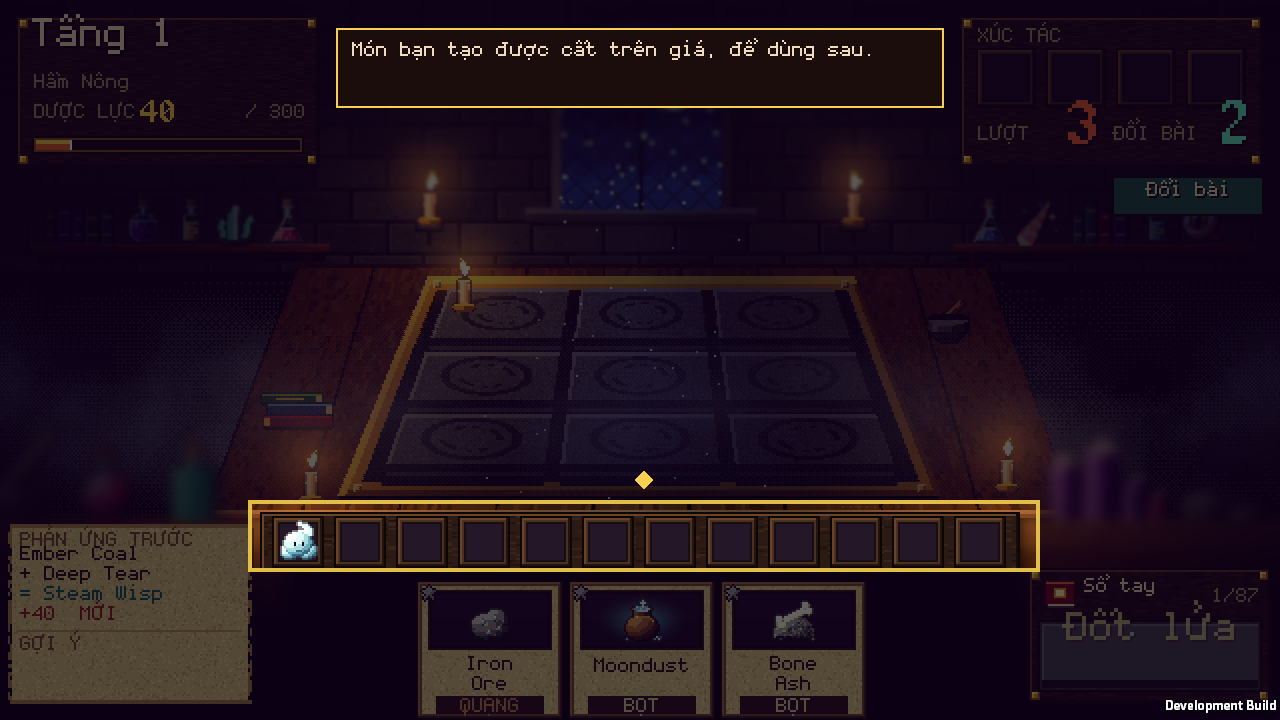 Tầng 1
Hầm Nông
DƯỢC LỰC 40 / 300
Món bạn tạo được cất trên giá, để dùng sau.
XÚC TÁC
LƯỢT 3 ĐỔI BÀI 2
Đổi bài
PHẢN ỨNG TRƯỚC
Ember Coal
+ Deep Tear
= Steam Wisp
+40 MỚI
GỢI Ý
Iron
Ore
QUẶNG
Moondust
BỘT
Bone
Ash
BỘT
Sổ tay
1/87
Đốt lửa
Development Build